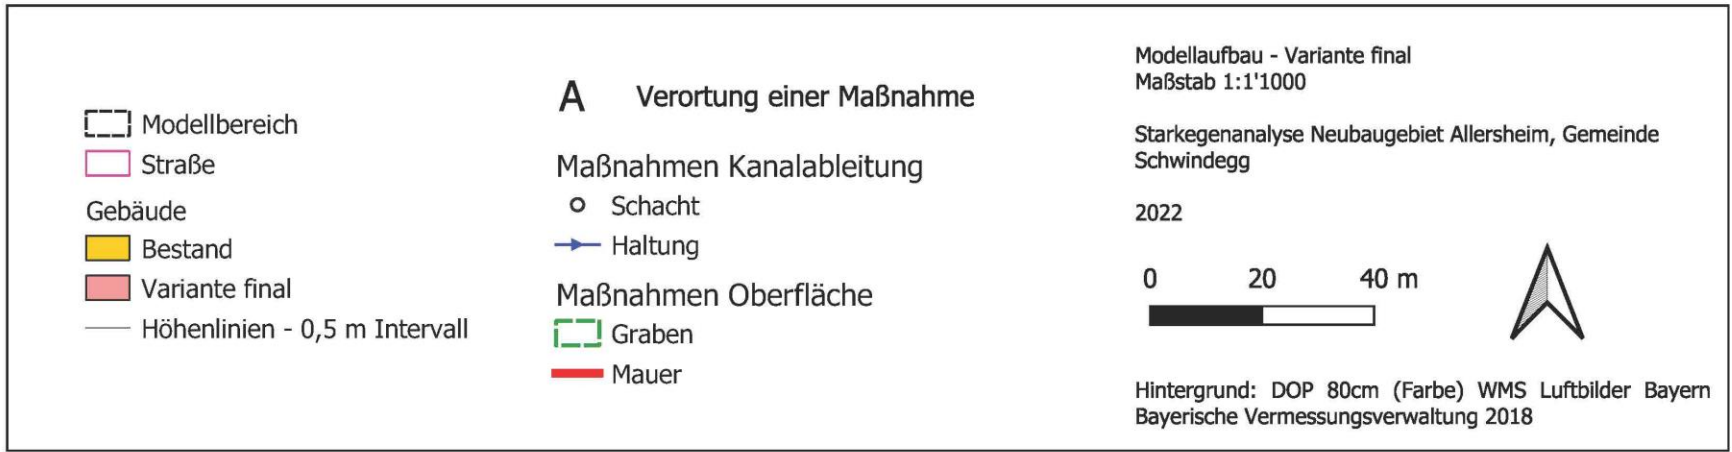 Modellbereich
Straße
Gebäude
Bestand
Variante final
Höhenlinien - 0,5 m Intervall
A Verortung einer Maßnahme
Maßnahmen Kanalableitung
Schacht
Haltung
Maßnahmen Oberfläche
Graben
Mauer
Modellaufbau - Variante final
Maßstab 1:1'1000
Starkegenanalyse Neubaugebiet Allersheim, Gemeinde
Schwindegg
2022
0 20 40 m
Hintergrund: DOP 80cm (Farbe) WMS Luftbilder Bayern
Bayerische Vermessungsverwaltung 2018